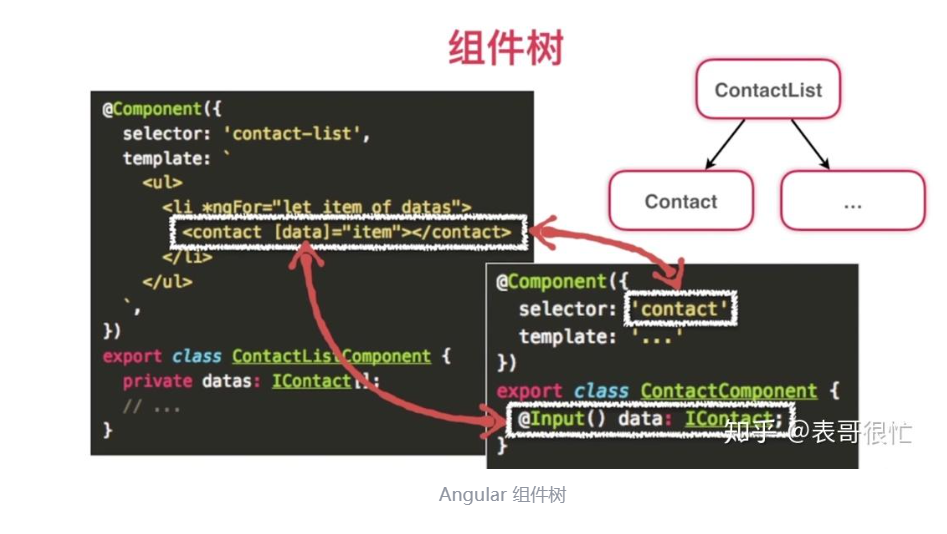 组件树
@Component({
selector: 'contact-list',
template: `
<ul>
<li *ngFor="let item of datas">
<contact [data]="item"></contact>
</li>
</ul>
`,
})
export class ContactListComponent {
private datas: IContact[];
// ...
}
ContactList
Contact
...
@Component({
selector: 'contact'
template: '...'
})
export class ContactComponent {
@Input() data: IContact;
}
知乎 @表哥很忙
Angular 组件树